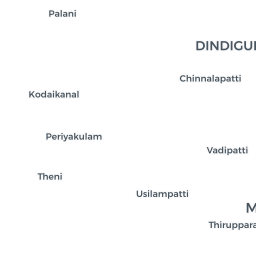 Palani
DINDIGU
Chinnalapatti
Kodaikanal
Periyakulam
Vadipatti
Theni
Usilampatti
M
Thiruppara